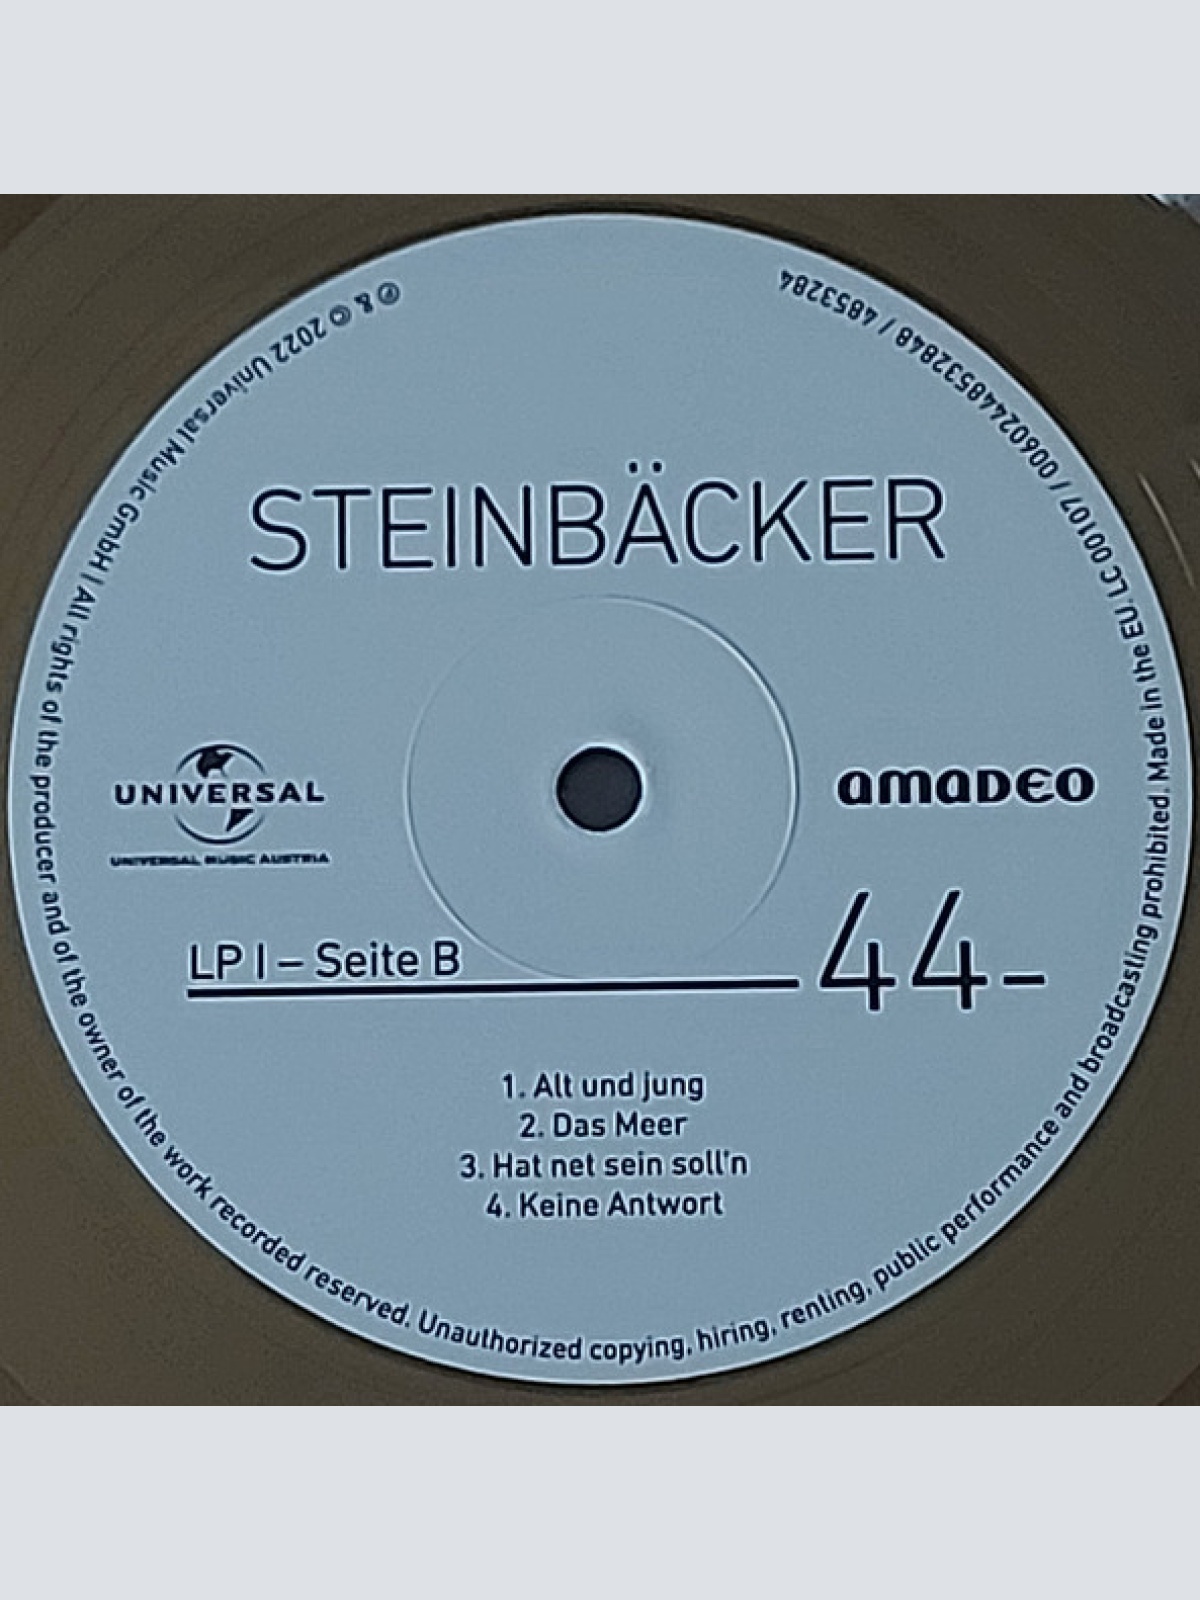 STEINBÄCKER
UNIVERSAL
UNIVERSAL MUSIC AUSTRIA
amadeo
LP I – Seite B
44–
1. Alt und jung
2. Das Meer
3. Hat net sein soll'n
4. Keine Antwort
℗ & © 2022 Universal Music GmbH | All rights of the producer and of the owner of the work recorded reserved. Unauthorized copying, hiring, renting, public performance and broadcasting prohibited. Made in the EU. LC 00107 / 00602448532848 / 4853284